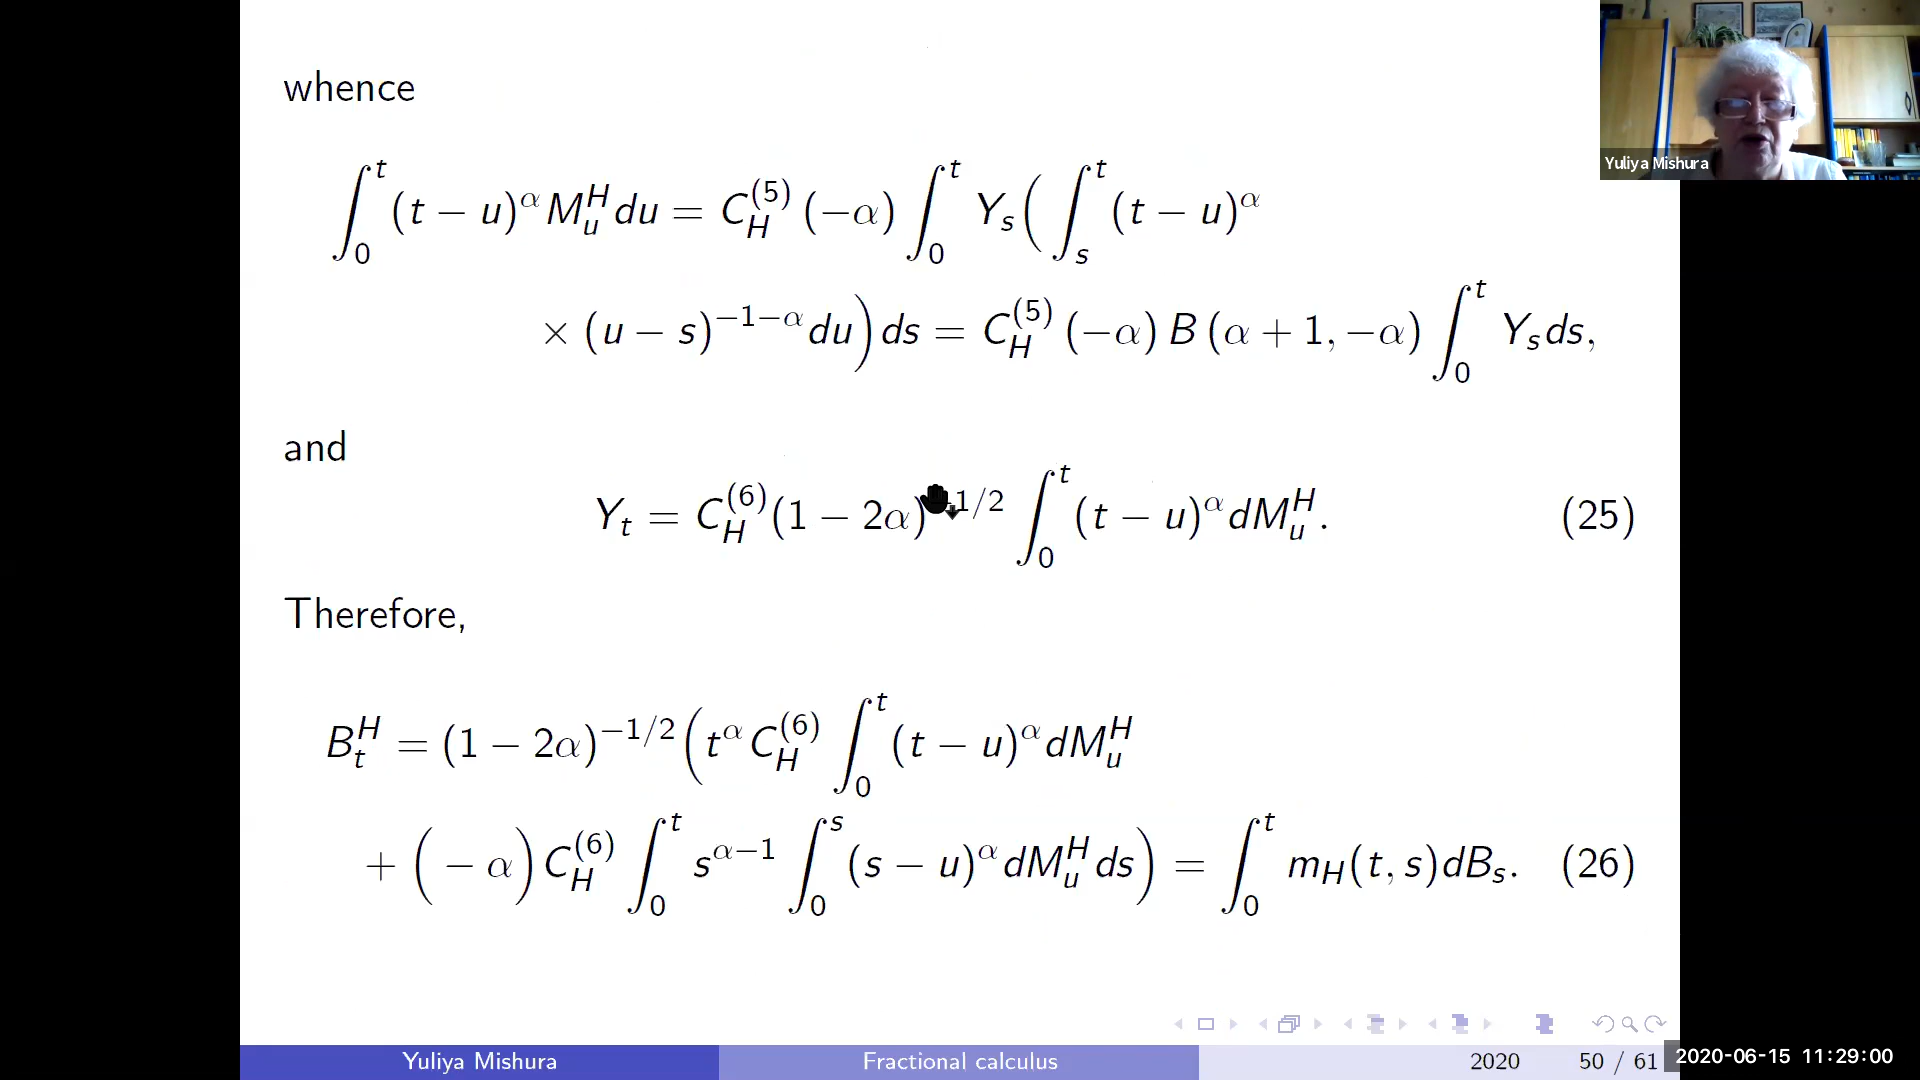 whence
∫_0^t (t − u)^α M_u^H du = C_H^{(5)} (−α) ∫_0^t Y_s ( ∫_s^t (t − u)^α
× (u − s)^{−1−α} du ) ds = C_H^{(5)} (−α) B (α + 1, −α) ∫_0^t Y_s ds,
and
Y_t = C_H^{(6)} (1 − 2α)^{1/2} ∫_0^t (t − u)^α dM_u^H. (25)
Therefore,
B_t^H = (1 − 2α)^{−1/2} ( t^α C_H^{(6)} ∫_0^t (t − u)^α dM_u^H
+ ( − α ) C_H^{(6)} ∫_0^t s^{α−1} ∫_0^s (s − u)^α dM_u^H ds ) = ∫_0^t m_H(t, s) dB_s. (26)
Yuliya Mishura
Yuliya Mishura Fractional calculus 2020 50 / 61
2020-06-15 11:29:00